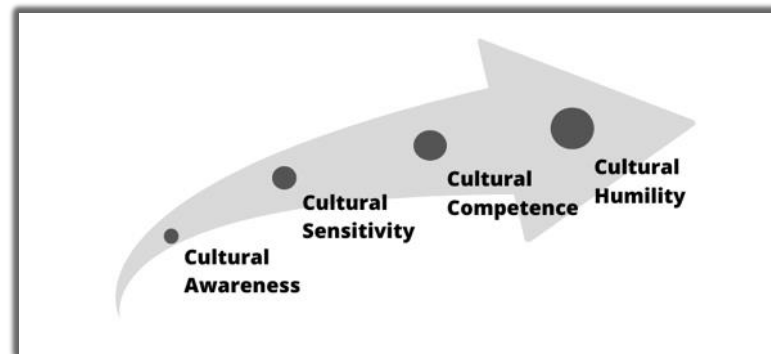 Cultural
Awareness
Cultural
Sensitivity
Cultural
Competence
Cultural
Humility